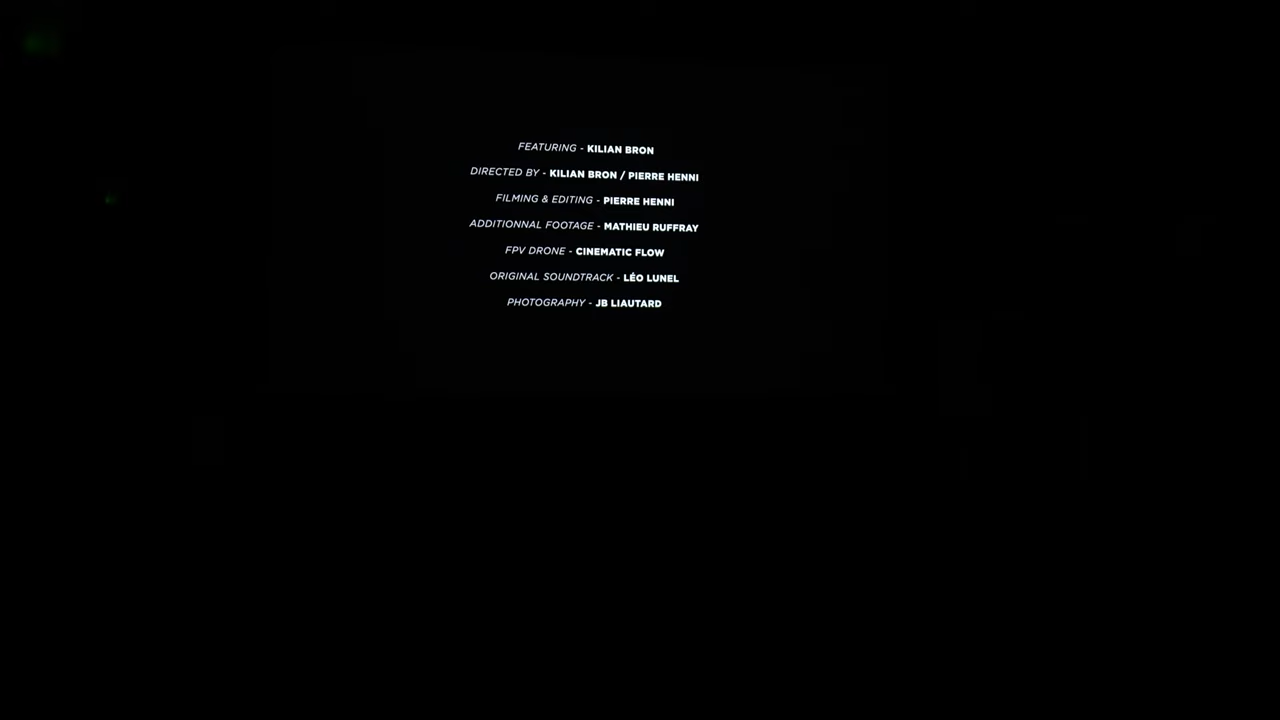 FEATURING - KILIAN BRON
DIRECTED BY - KILIAN BRON / PIERRE HENNI
FILMING & EDITING - PIERRE HENNI
ADDITIONNAL FOOTAGE - MATHIEU RUFFRAY
FPV DRONE - CINEMATIC FLOW
ORIGINAL SOUNDTRACK - LÉO LUNEL
PHOTOGRAPHY - JB LIAUTARD